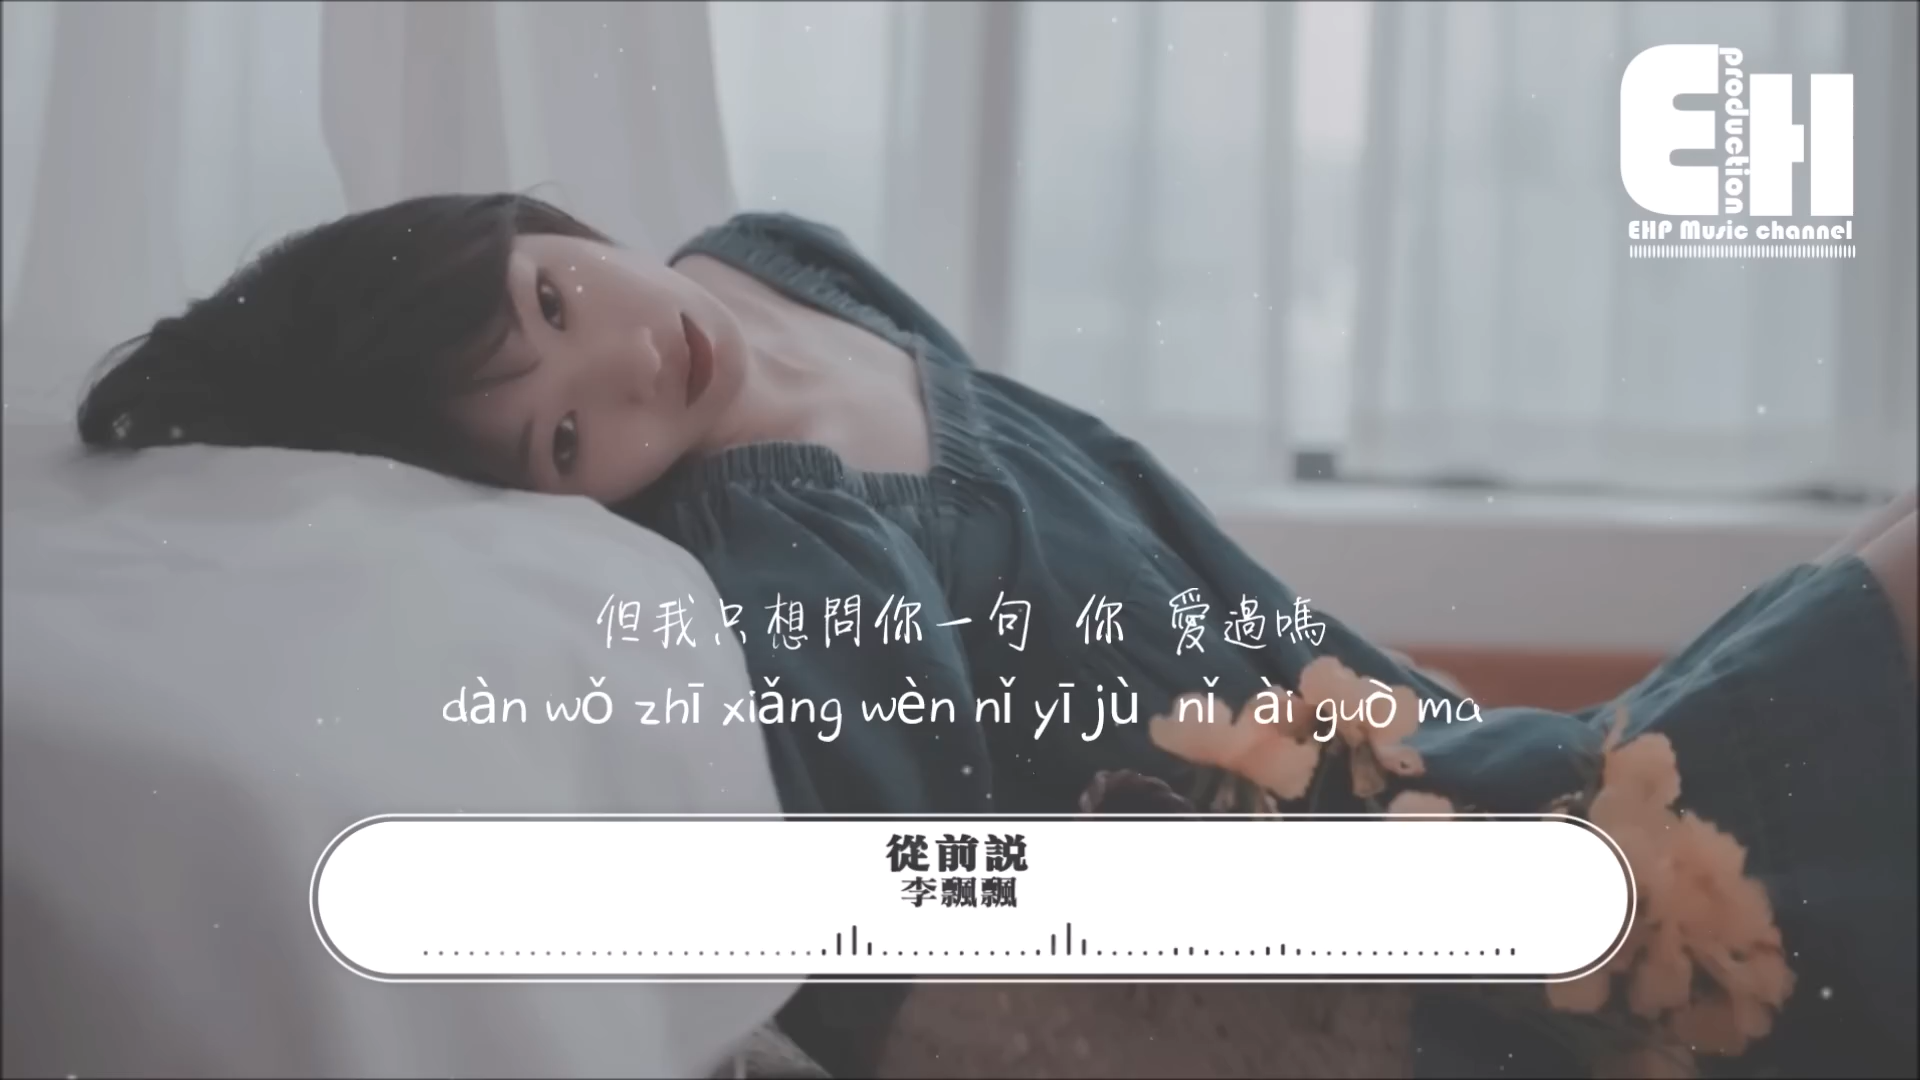 EH
production
EHP Music channel
但我只想問你一句 你 愛過嗎
dàn wǒ zhī xiǎng wèn nǐ yī jù nǐ ài guò ma
從前説
李飄飄